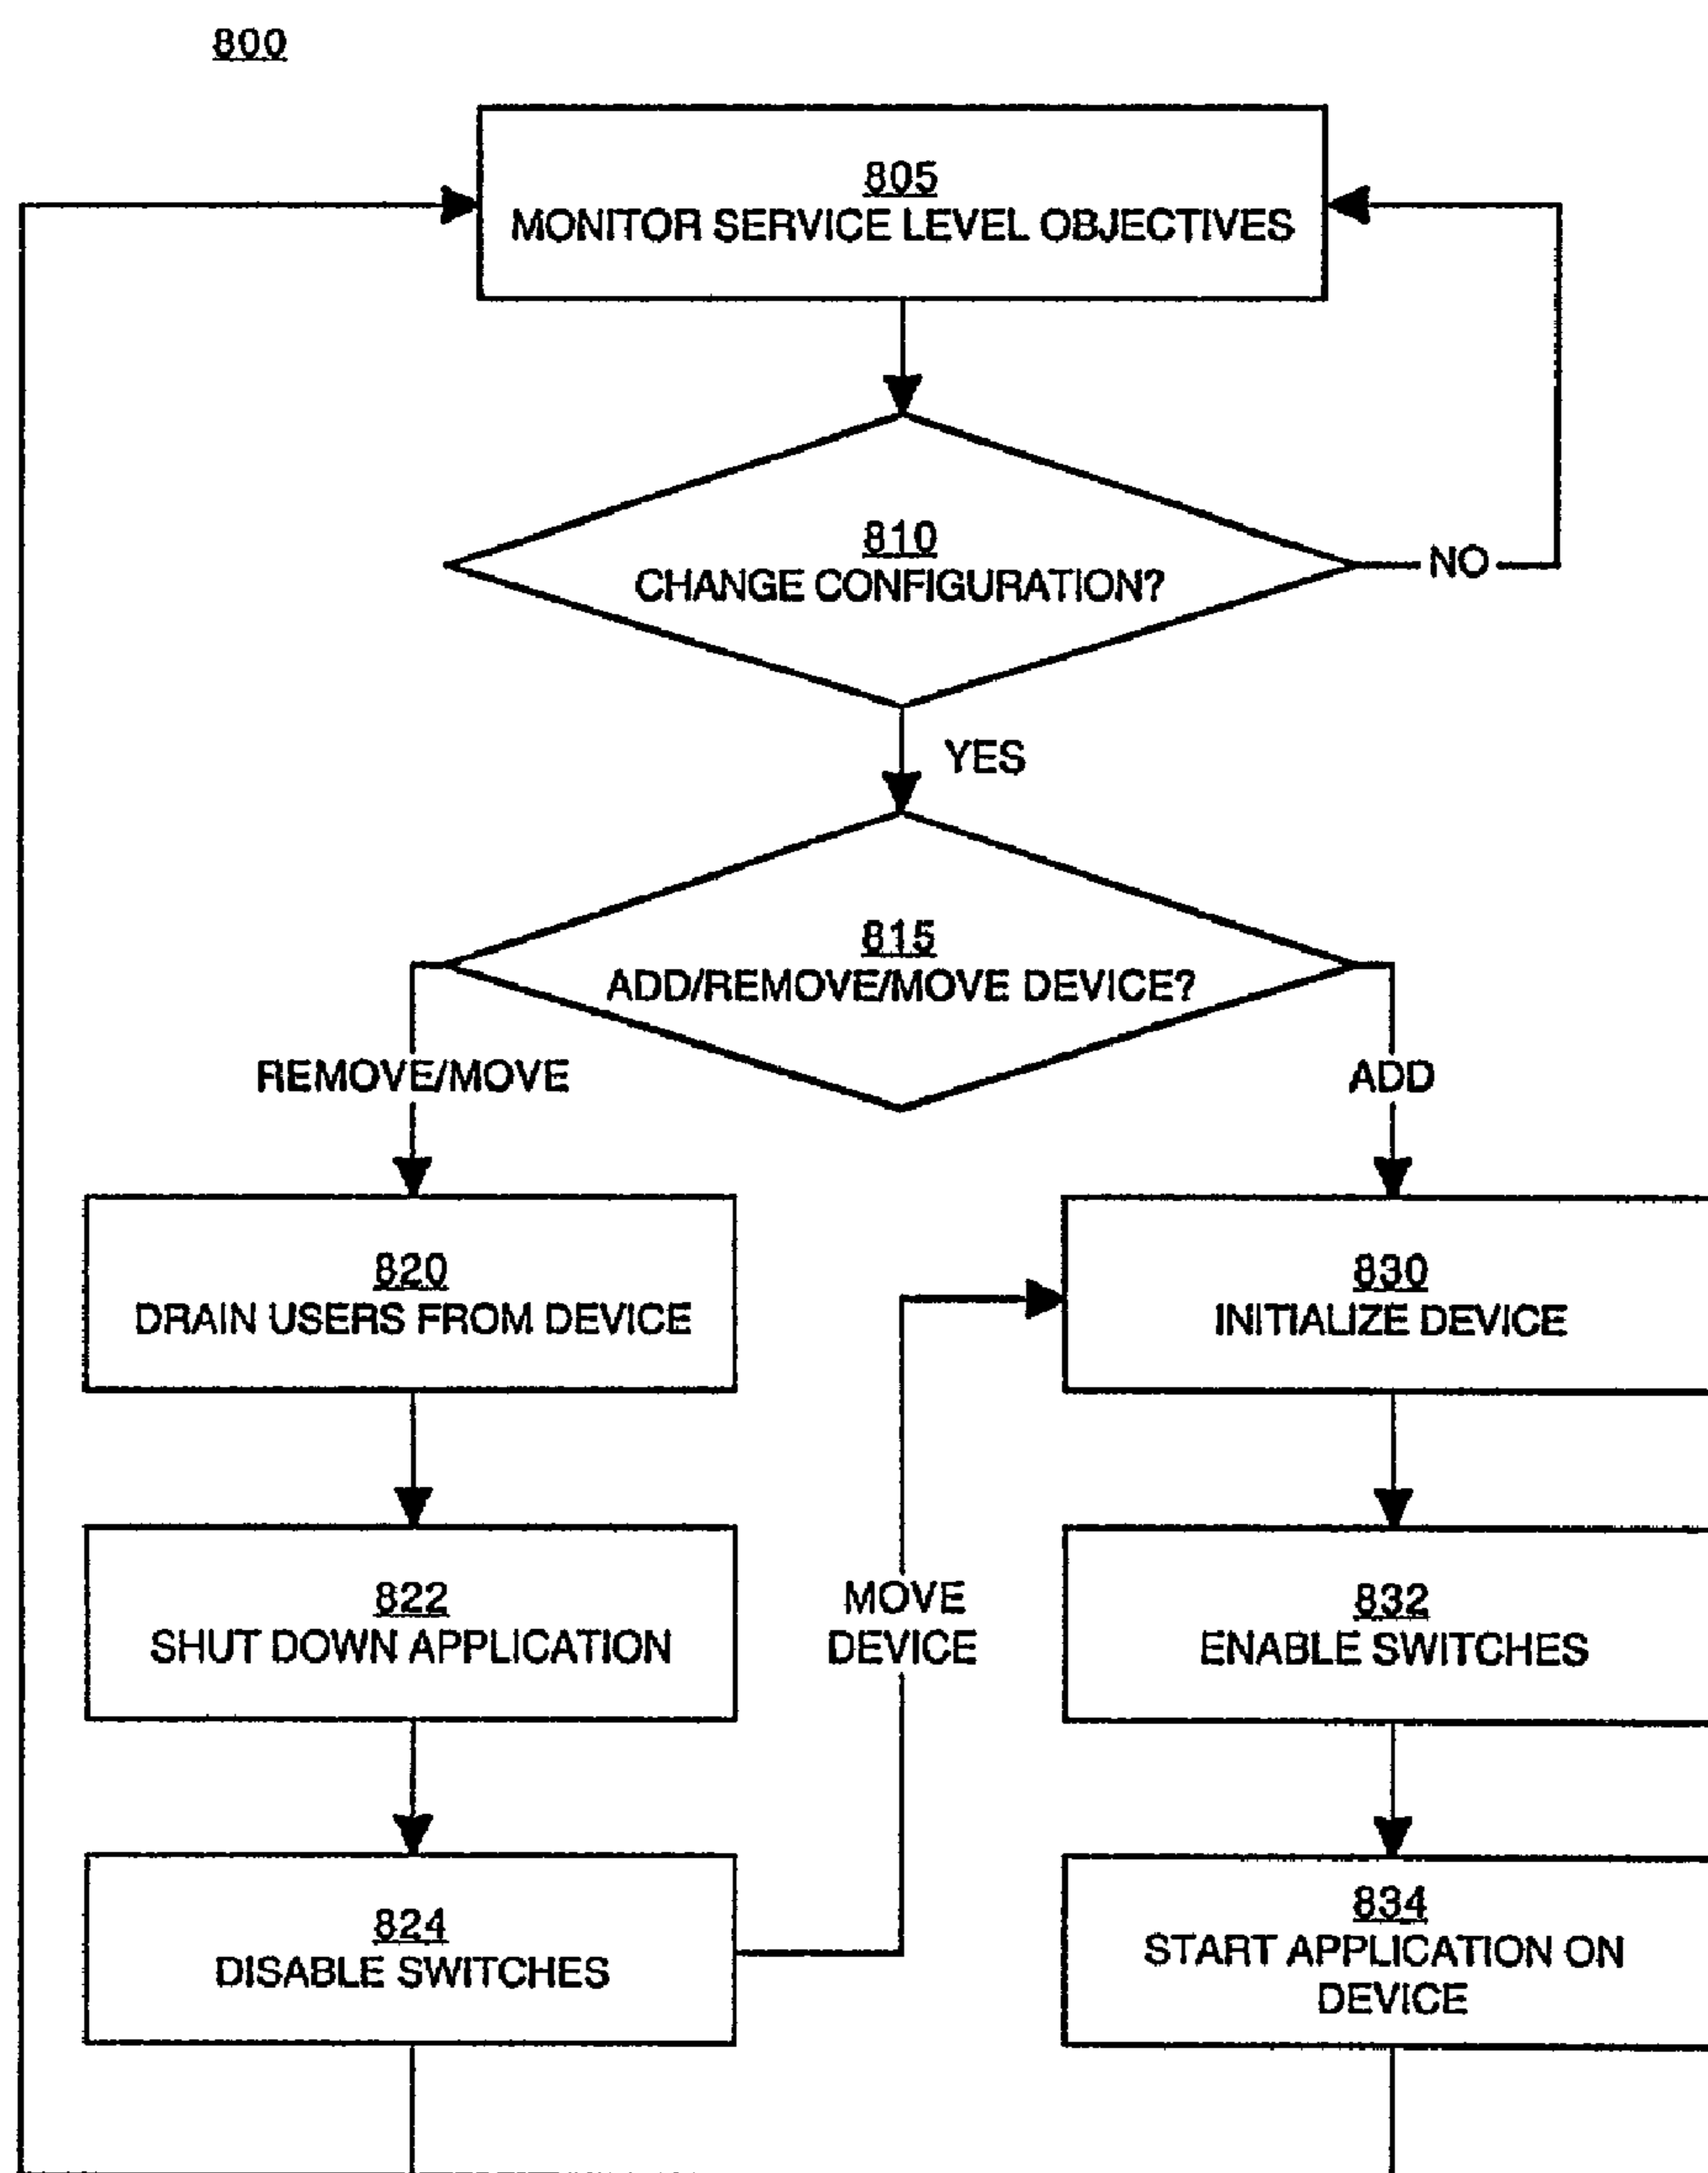 800
805
MONITOR SERVICE LEVEL OBJECTIVES
810
CHANGE CONFIGURATION?
NO
YES
815
ADD/REMOVE/MOVE DEVICE?
REMOVE/MOVE
ADD
820
DRAIN USERS FROM DEVICE
830
INITIALIZE DEVICE
822
SHUT DOWN APPLICATION
MOVE
DEVICE
832
ENABLE SWITCHES
824
DISABLE SWITCHES
834
START APPLICATION ON
DEVICE